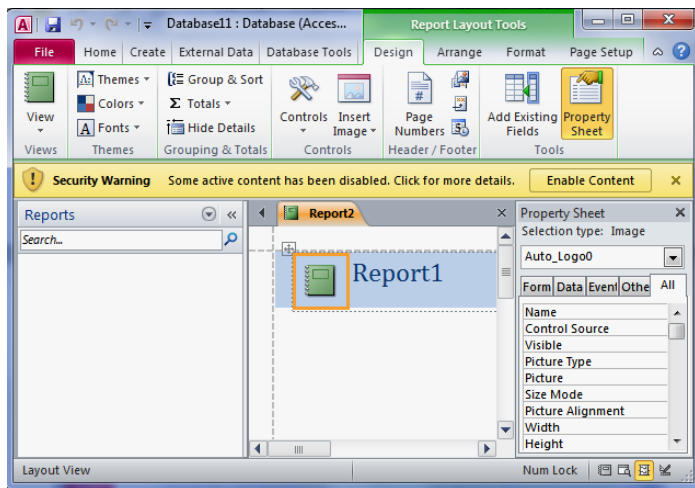 Database11 : Database (Acces...
Report Layout Tools
File Home Create External Data Database Tools Design Arrange Format Page Setup
View
Themes
Colors
Fonts
Group & Sort
Σ Totals
Hide Details
Controls
Insert Image
Page Numbers
Add Existing Fields
Property Sheet
Views Themes Grouping & Totals Controls Header / Footer Tools
Security Warning Some active content has been disabled. Click for more details. Enable Content
Reports
Search...
Report2
Report1
Property Sheet
Selection type: Image
Auto_Logo0
Form Data Event Othe All
Name
Control Source
Visible
Picture Type
Picture
Size Mode
Picture Alignment
Width
Height
Layout View
Num Lock